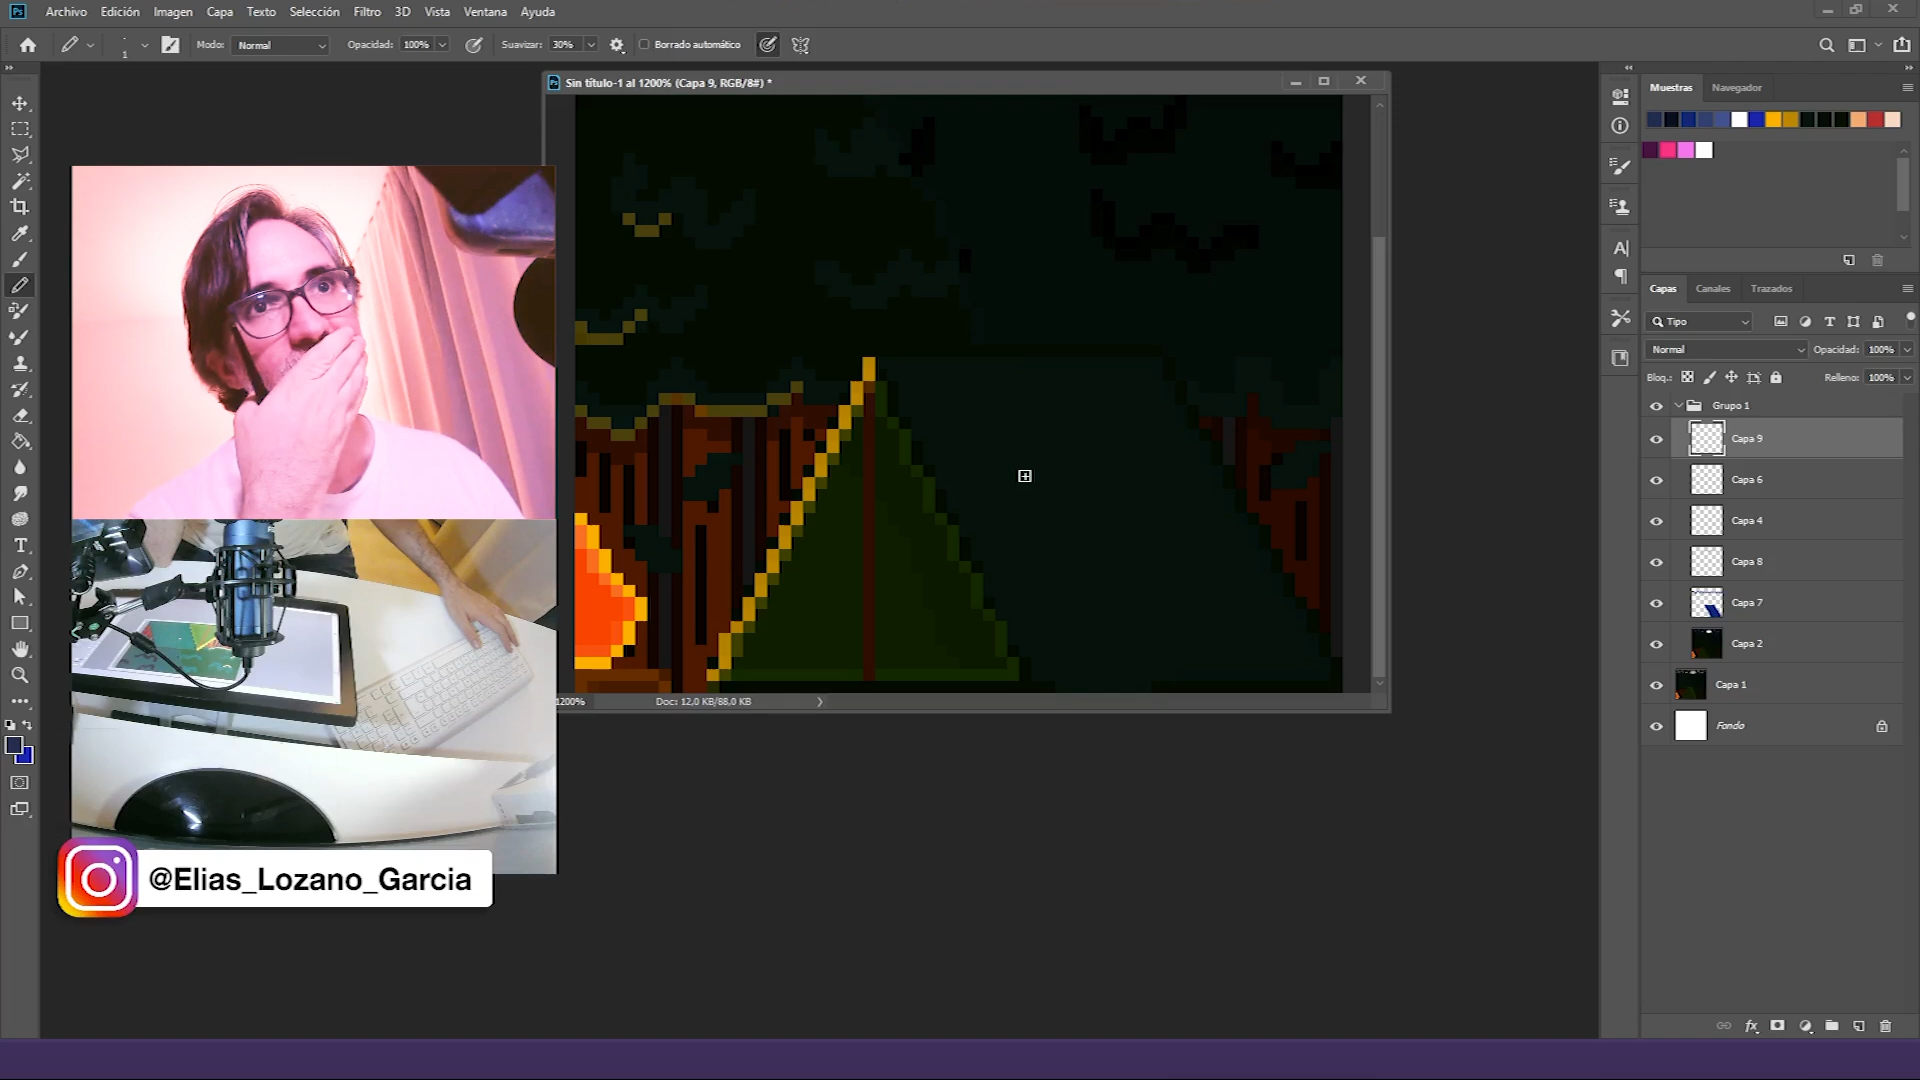 Ps Archivo Edición Imagen Capa Texto Selección Filtro 3D Vista Ventana Ayuda
1 Modo: Normal Opacidad: 100% Suavizar: 30% Borrado automático
Ps Sin título-1 al 1200% (Capa 9, RGB/8#) *
Muestras Navegador
Capas Canales Trazados
Tipo
Normal Opacidad: 100%
Bloq.: Relleno: 100%
Grupo 1
Capa 9
Capa 6
Capa 4
Capa 8
Capa 7
Capa 2
Capa 1
Fondo
1200% Doc: 12,0 KB/88,0 KB
@Elias_Lozano_Garcia